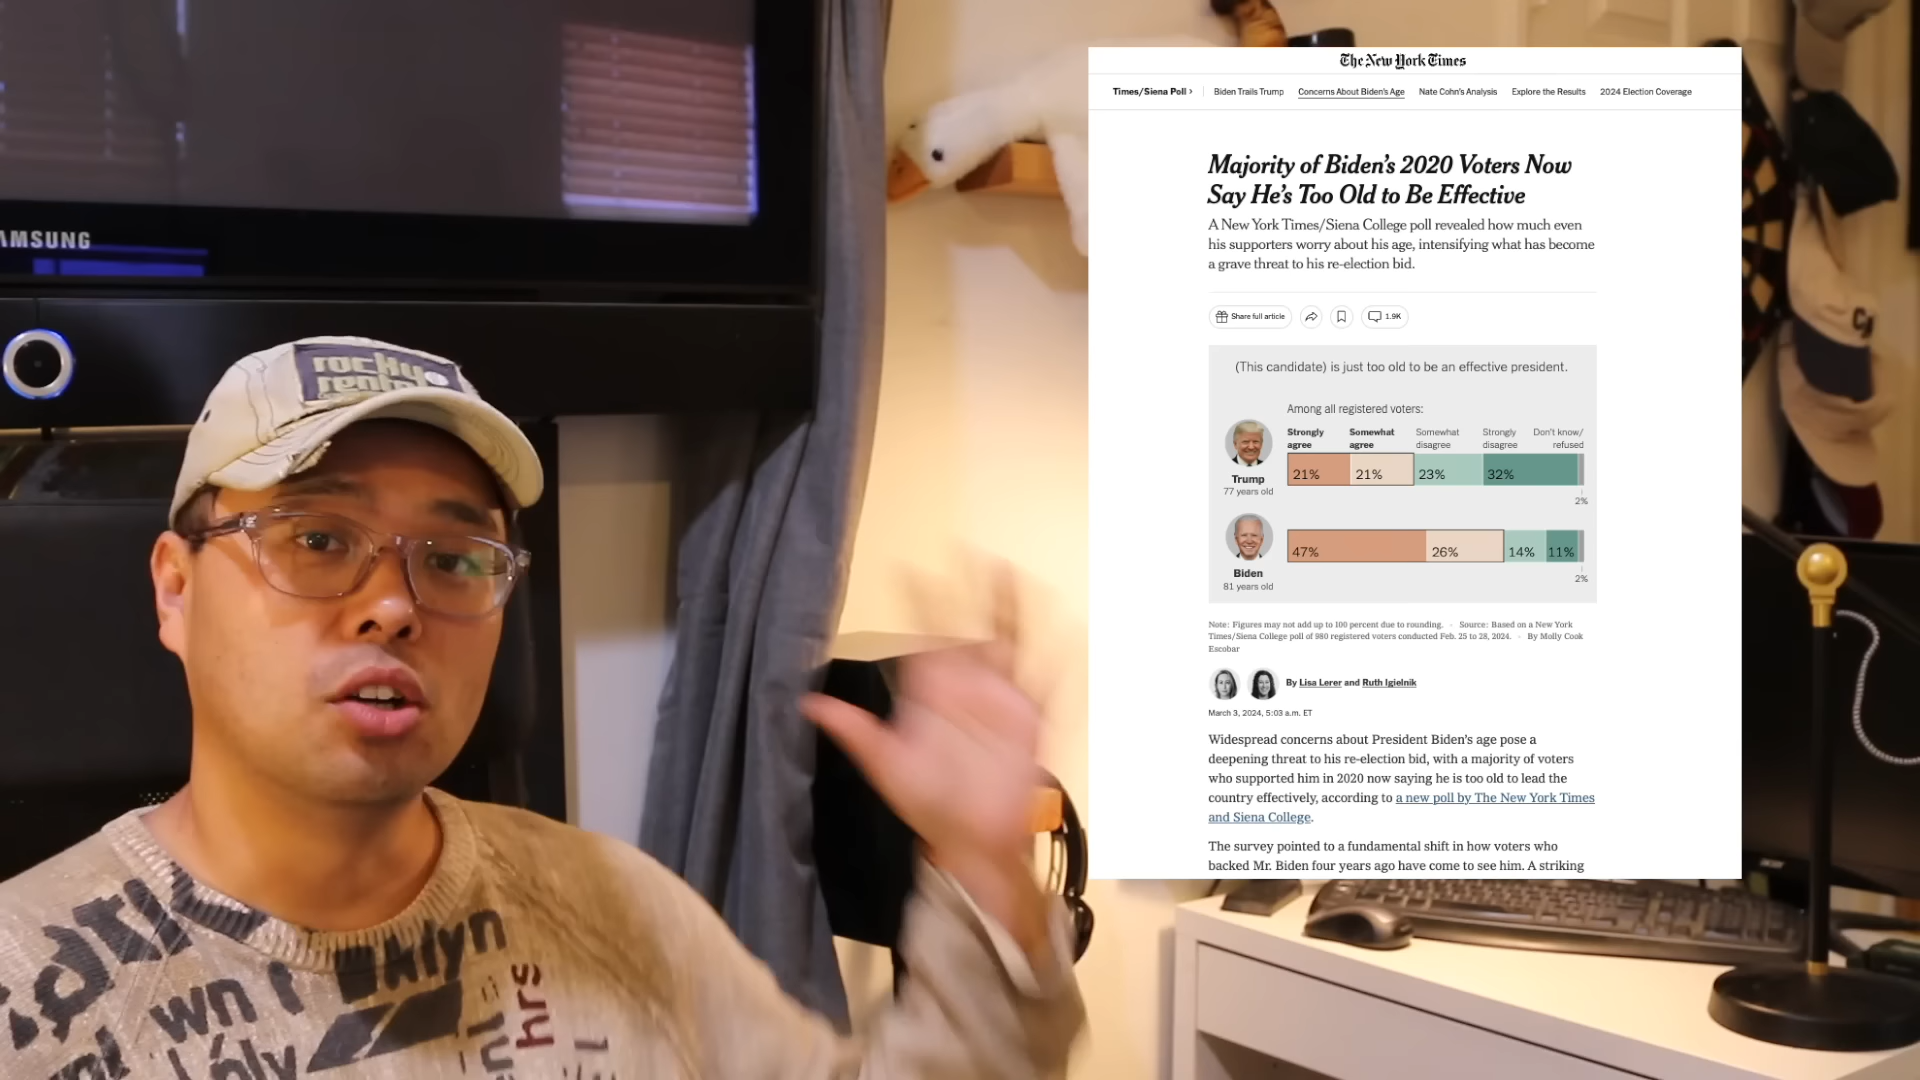 AMSUNG
rocky
The New York Times
Times/Siena Poll > Biden Trails Trump Concerns About Biden's Age Nate Cohn's Analysis Explore the Results 2024 Election Coverage
Majority of Biden's 2020 Voters Now
Say He's Too Old to Be Effective
A New York Times/Siena College poll revealed how much even
his supporters worry about his age, intensifying what has become
a grave threat to his re-election bid.
Share full article 1.9K
(This candidate) is just too old to be an effective president.
Among all registered voters:
Strongly agree Somewhat agree Somewhat disagree Strongly disagree Don't know/ refused
21% 21% 23% 32%
Trump
77 years old
2%
47% 26% 14% 11%
Biden
81 years old
2%
Note: Figures may not add up to 100 percent due to rounding. • Source: Based on a New York
Times/Siena College poll of 980 registered voters conducted Feb. 25 to 28, 2024. • By Molly Cook
Escobar
By Lisa Lerer and Ruth Igielnik
March 3, 2024, 5:03 a.m. ET
Widespread concerns about President Biden's age pose a
deepening threat to his re-election bid, with a majority of voters
who supported him in 2020 now saying he is too old to lead the
country effectively, according to a new poll by The New York Times
and Siena College.
The survey pointed to a fundamental shift in how voters who
backed Mr. Biden four years ago have come to see him. A striking
klyn
wn
hrs